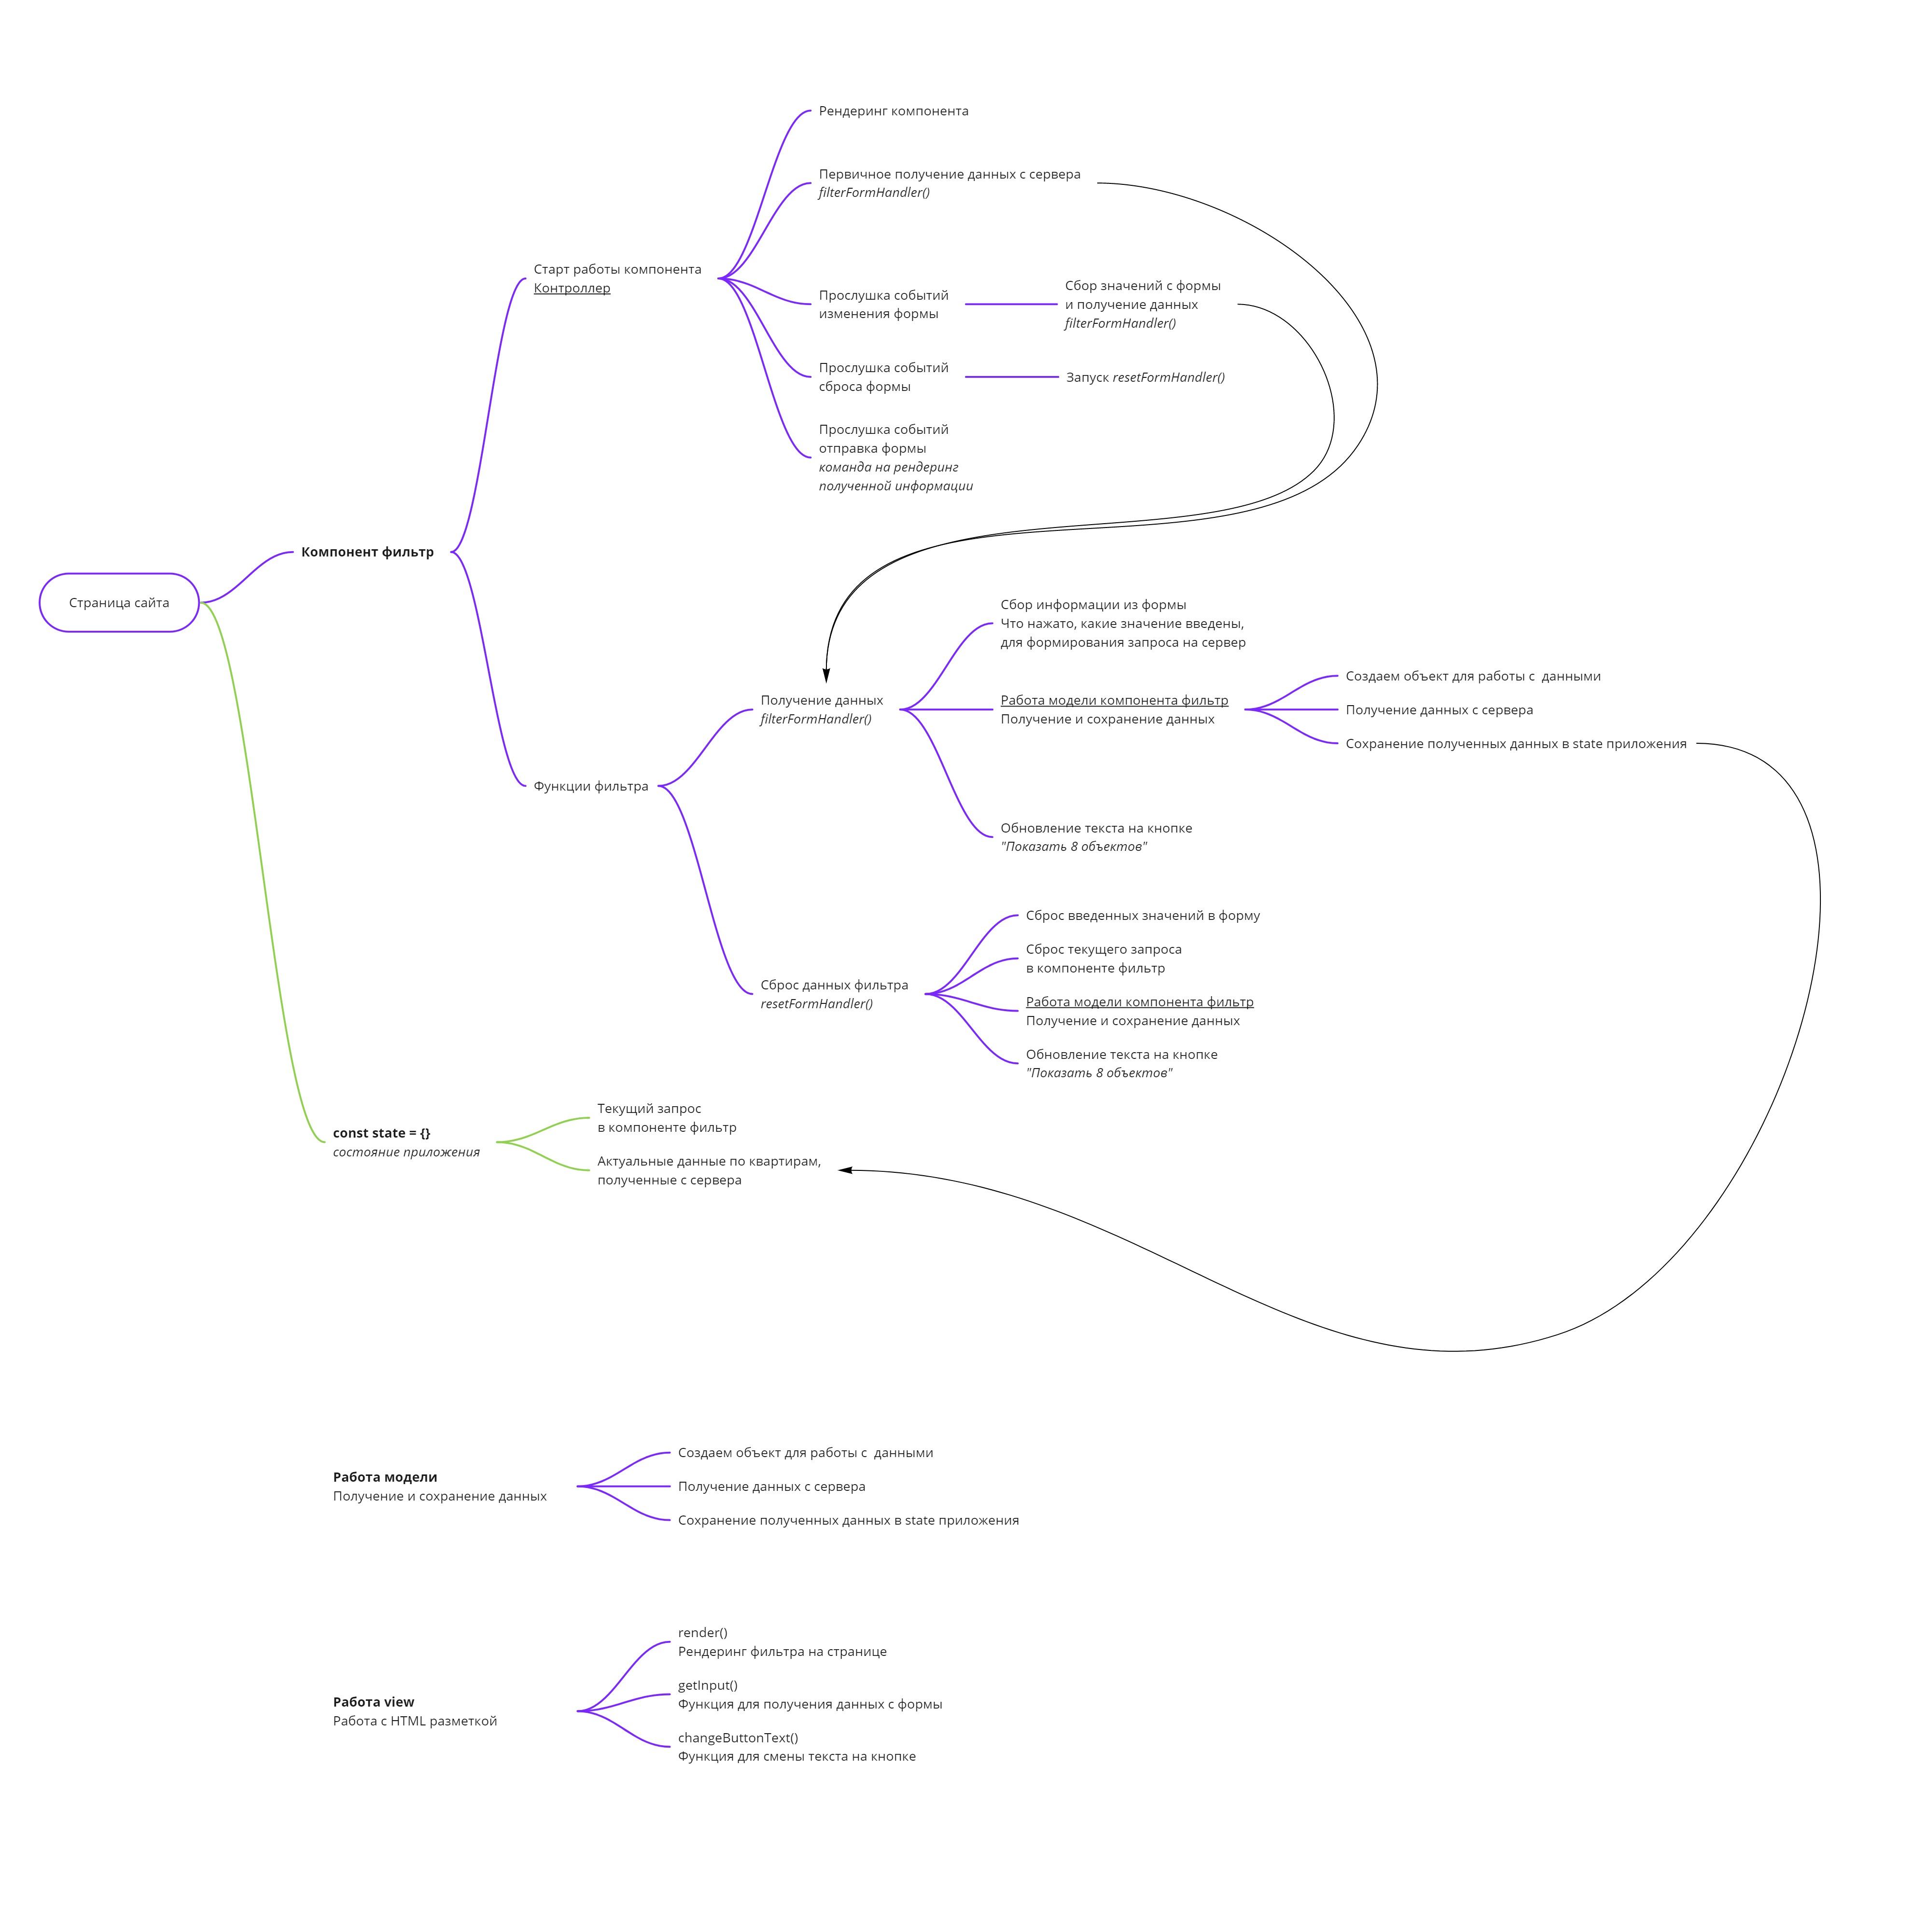 Рендеринг компонента
Первичное получение данных с сервера
filterFormHandler()
Старт работы компонента
Контроллер
Прослушка событий
изменения формы
Сбор значений с формы
и получение данных
filterFormHandler()
Прослушка событий
сброса формы
Запуск resetFormHandler()
Прослушка событий
отправка формы
команда на рендеринг
полученной информации
Компонент фильтр
Страница сайта
Сбор информации из формы
Что нажато, какие значение введены,
для формирования запроса на сервер
Получение данных
filterFormHandler()
Работа модели компонента фильтр
Получение и сохранение данных
Создаем объект для работы с  данными
Получение данных с сервера
Сохранение полученных данных в state приложения
Функции фильтра
Обновление текста на кнопке
"Показать 8 объектов"
Сброс введенных значений в форму
Сброс текущего запроса
в компоненте фильтр
Сброс данных фильтра
resetFormHandler()
Работа модели компонента фильтр
Получение и сохранение данных
Обновление текста на кнопке
"Показать 8 объектов"
const state = {}
состояние приложения
Текущий запрос
в компоненте фильтр
Актуальные данные по квартирам,
полученные с сервера
Работа модели
Получение и сохранение данных
Создаем объект для работы с  данными
Получение данных с сервера
Сохранение полученных данных в state приложения
Работа view
Работа с HTML разметкой
render()
Рендеринг фильтра на странице
getInput()
Функция для получения данных с формы
changeButtonText()
Функция для смены текста на кнопке